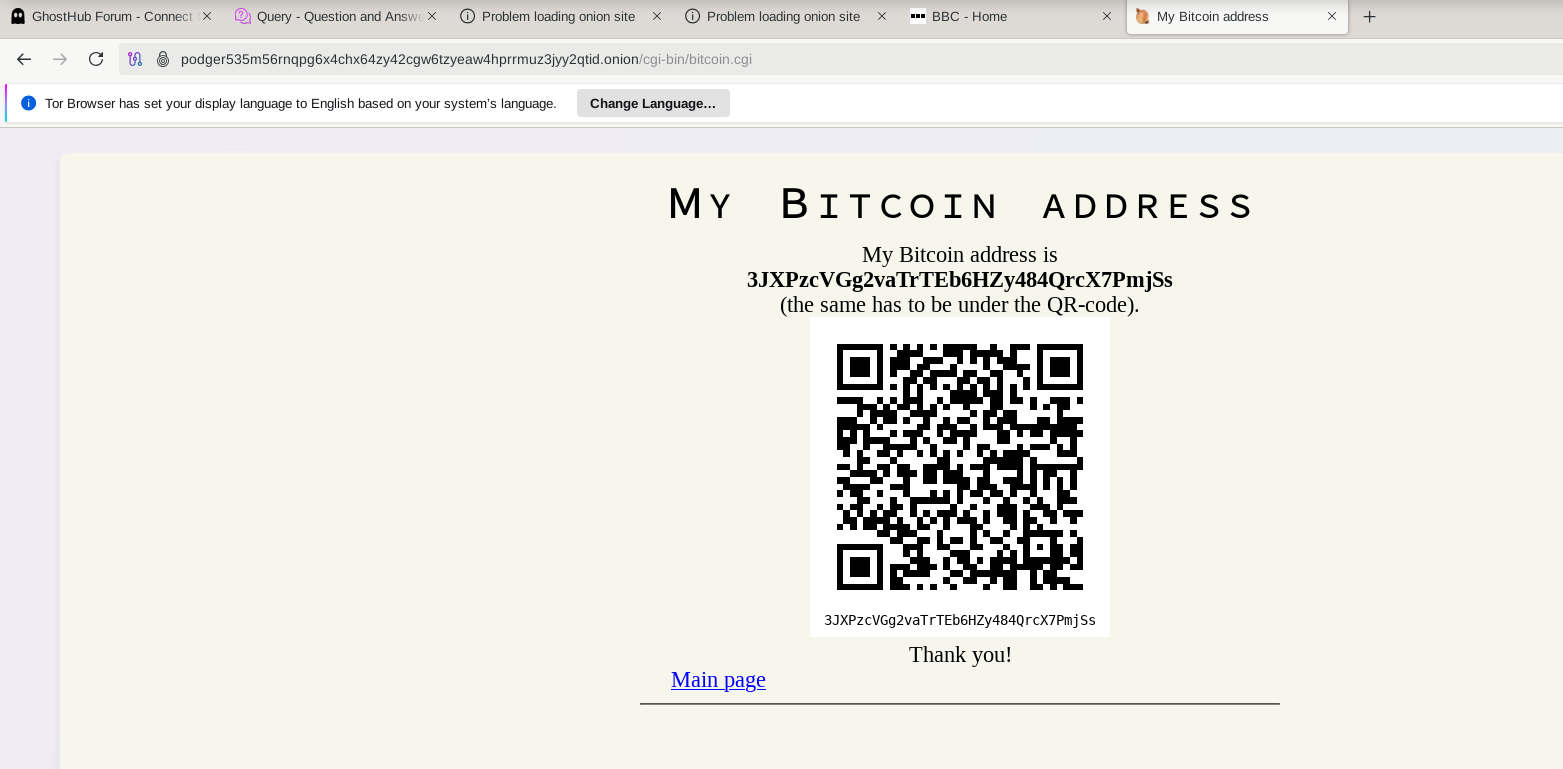 GhostHub Forum - Connect
Query - Question and Answe
Problem loading onion site
Problem loading onion site
BBC - Home
My Bitcoin address
podger535m56rnqpg6x4chx64zy42cgw6tzyeaw4hprrmuz3jyy2qtid.onion/cgi-bin/bitcoin.cgi
Tor Browser has set your display language to English based on your system’s language.
Change Language…
My Bitcoin address
My Bitcoin address is
3JXPzcVGg2vaTrTEb6HZy484QrcX7PmjSs
(the same has to be under the QR-code).
3JXPzcVGg2vaTrTEb6HZy484QrcX7PmjSs
Thank you!
Main page